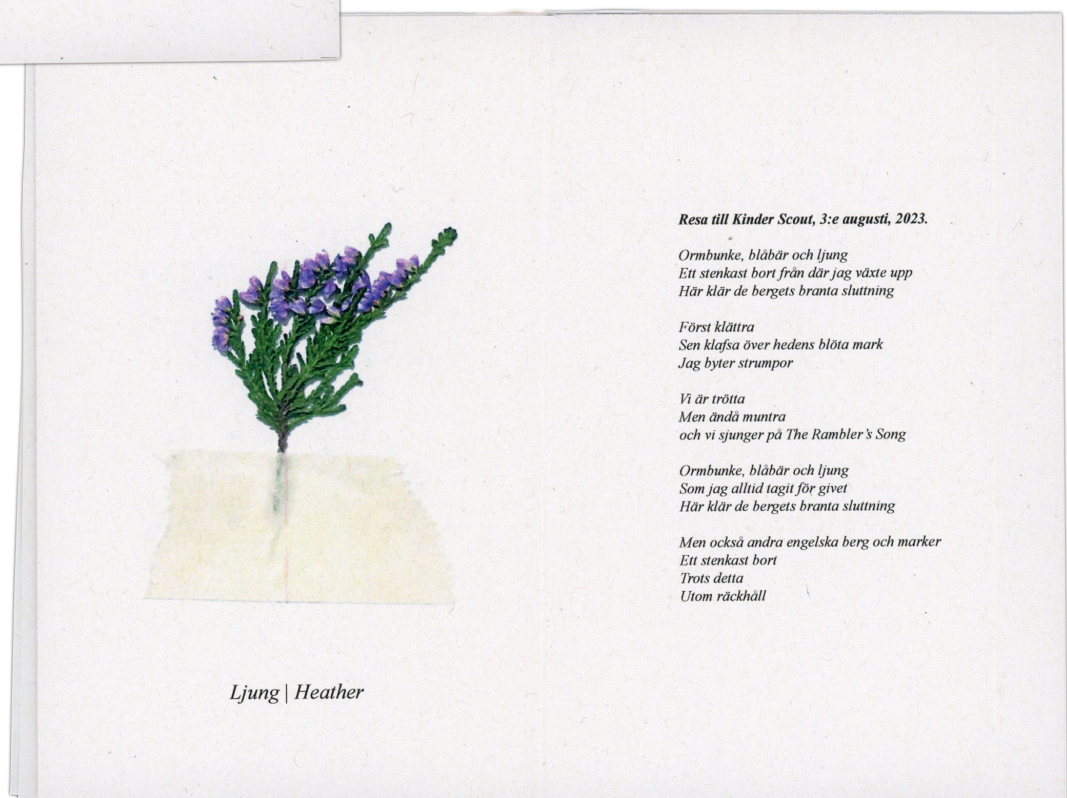 Ljung | Heather
Resa till Kinder Scout, 3:e augusti, 2023.
Ormbunke, blåbär och ljung
Ett stenkast bort från där jag växte upp
Här klär de bergets branta sluttning
Först klättra
Sen klafsa över hedens blöta mark
Jag byter strumpor
Vi är trötta
Men ändå muntra
och vi sjunger på The Rambler's Song
Ormbunke, blåbär och ljung
Som jag alltid tagit för givet
Här klär de bergets branta sluttning
Men också andra engelska berg och marker
Ett stenkast bort
Trots detta
Utom räckhåll